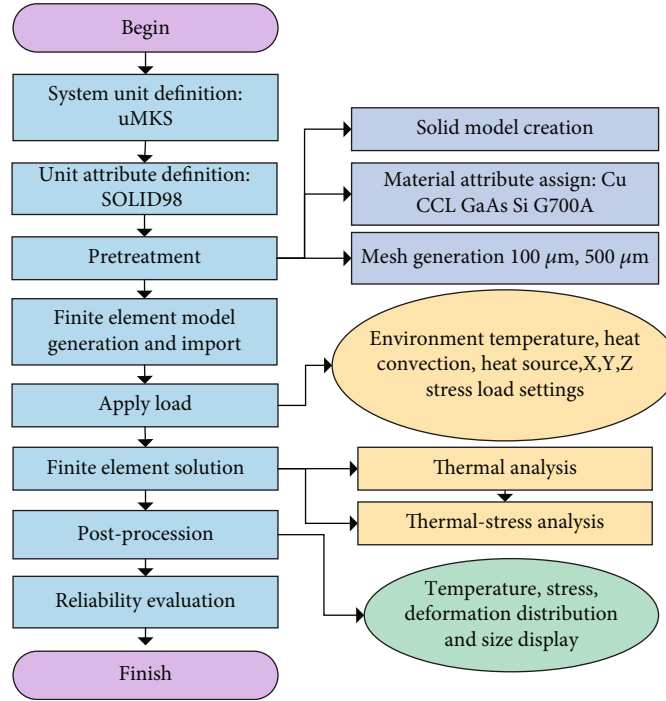 Begin
System unit definition:
uMKS
Unit attribute definition:
SOLID98
Pretreatment
Solid model creation
Material attribute assign: Cu
CCL GaAs Si G700A
Mesh generation 100 μm, 500 μm
Finite element model
generation and import
Apply load
Environment temperature, heat
convection, heat source,X,Y,Z
stress load settings
Finite element solution
Thermal analysis
Thermal-stress analysis
Post-procession
Temperature, stress,
deformation distribution
and size display
Reliability evaluation
Finish